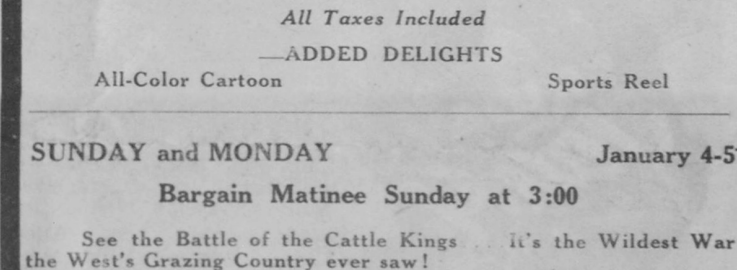 All Taxes Included
—ADDED DELIGHTS
All-Color Cartoon Sports Reel
SUNDAY and MONDAY January 4-5
Bargain Matinee Sunday at 3:00
See the Battle of the Cattle Kings . . It's the Wildest War
the West's Grazing Country ever saw!